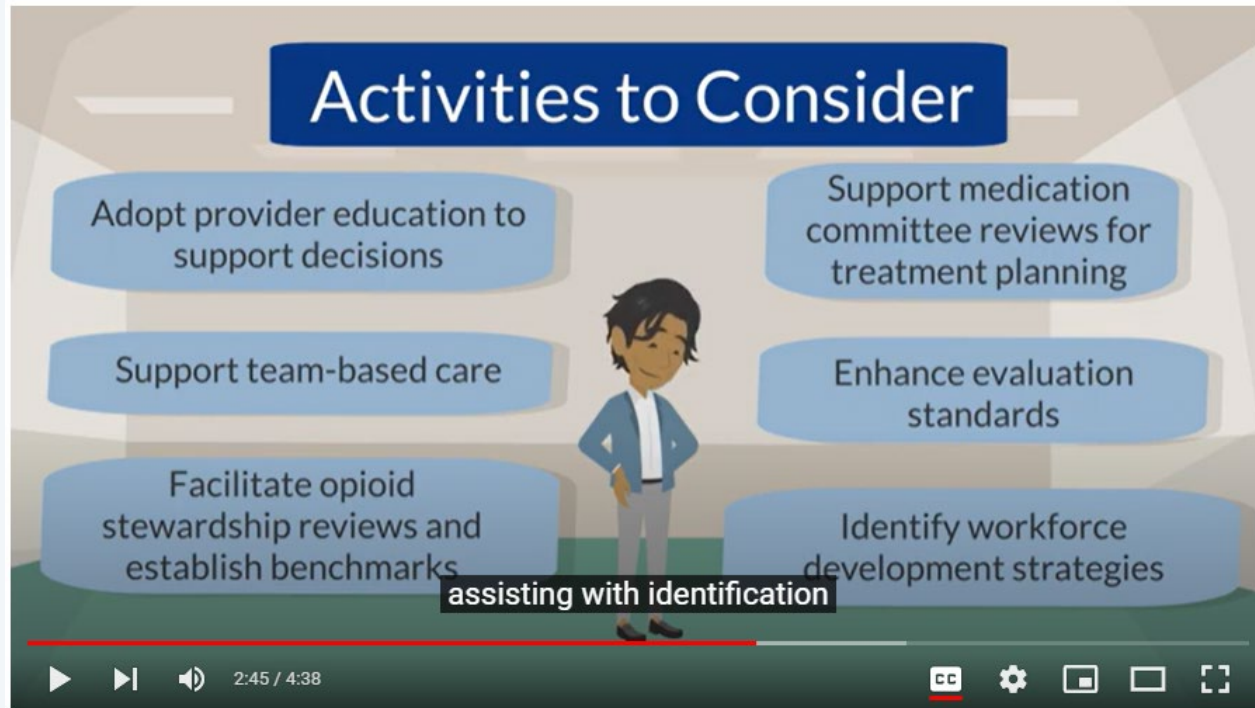 Activities to Consider
Adopt provider education to
support decisions
Support team-based care
Facilitate opioid
stewardship reviews and
establish benchmarks
Support medication
committee reviews for
treatment planning
Enhance evaluation
standards
Identify workforce
development strategies
assisting with identification
2:45 / 4:38
CC